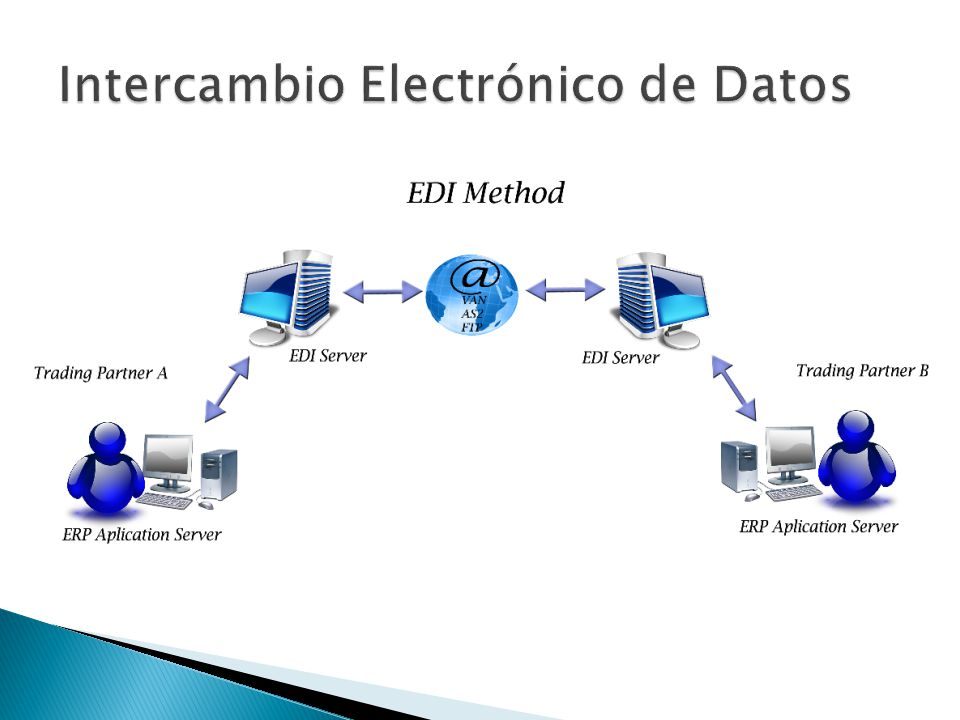 Intercambio Electrónico de Datos
EDI Method
@
VAN
AS2
FTP
EDI Server
EDI Server
Trading Partner A
Trading Partner B
ERP Aplication Server
ERP Aplication Server